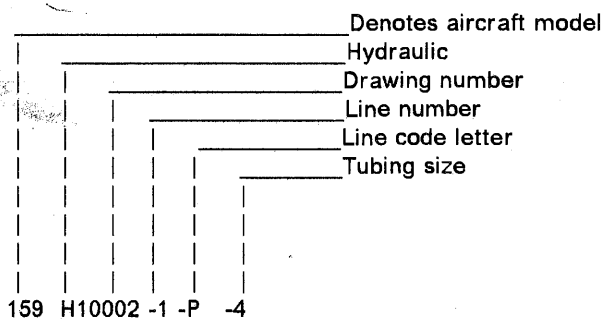 Denotes aircraft model
Hydraulic
Drawing number
Line number
Line code letter
Tubing size
159 H10002 -1 -P -4